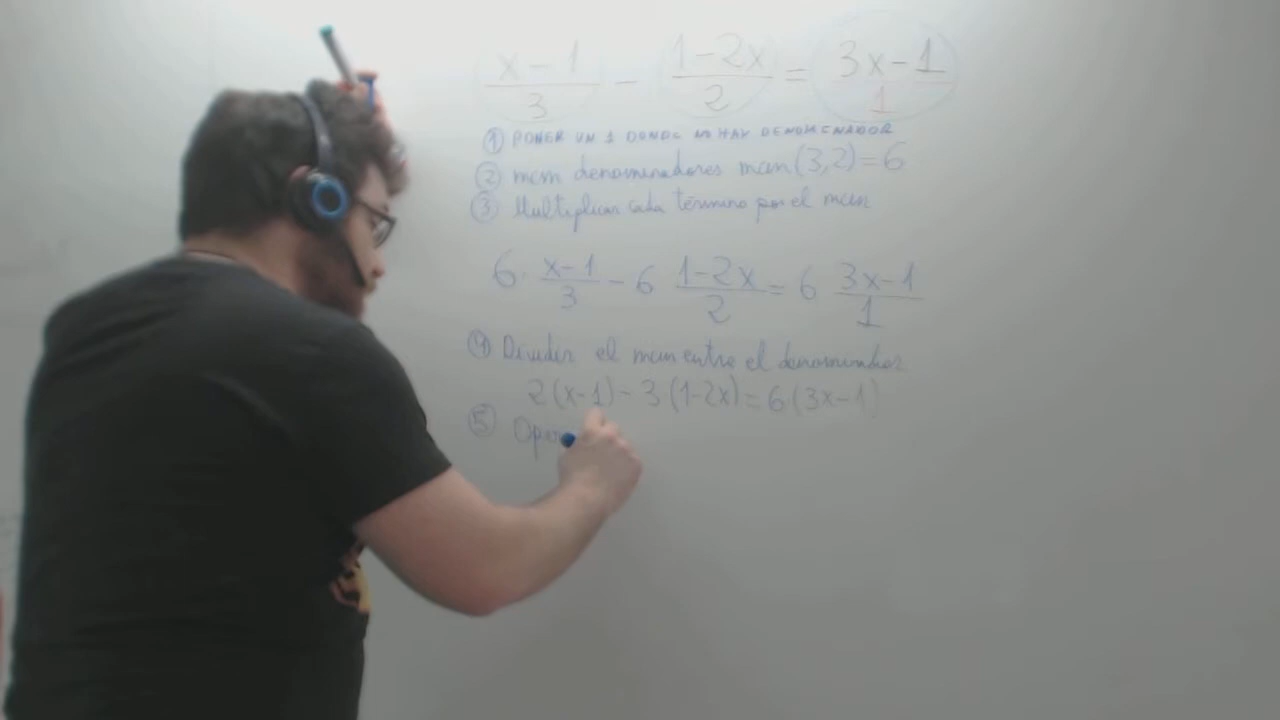 x-1/3 - 1-2x/2 = 3x-1/1
① PONER UN 1 DONDE NO HAY DENOMINADOR
② mcm denominadores mcm(3,2)=6
③ Multiplicar cada término por el mcm
6· x-1/3 - 6 1-2x/2 = 6 3x-1/1
④ Dividir el mcm entre el denominador
2(x-1)-3(1-2x)=6·(3x-1)
⑤ Oper